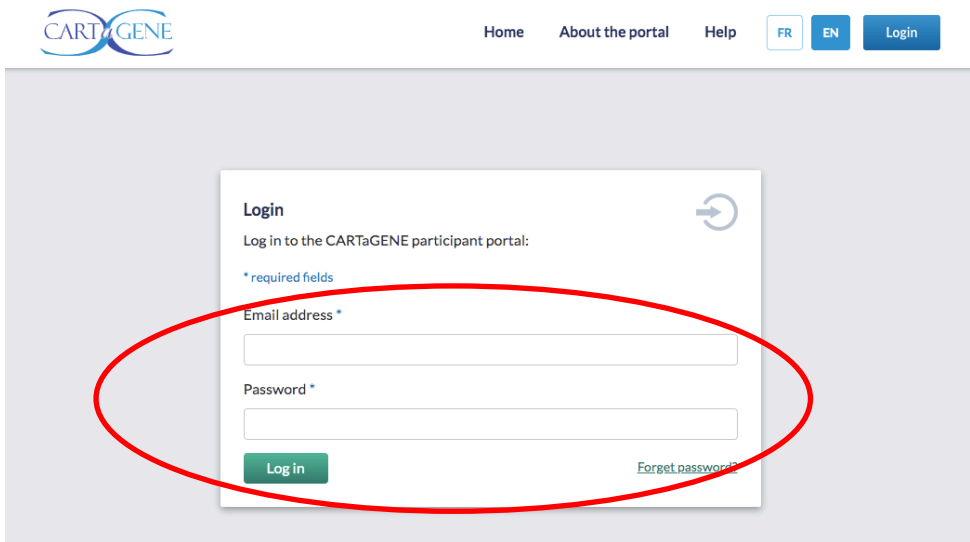 CARTaGENE
Home About the portal Help FR EN Login
Login
Log in to the CARTaGENE participant portal:
* required fields
Email address *
Password *
Log in Forget password?